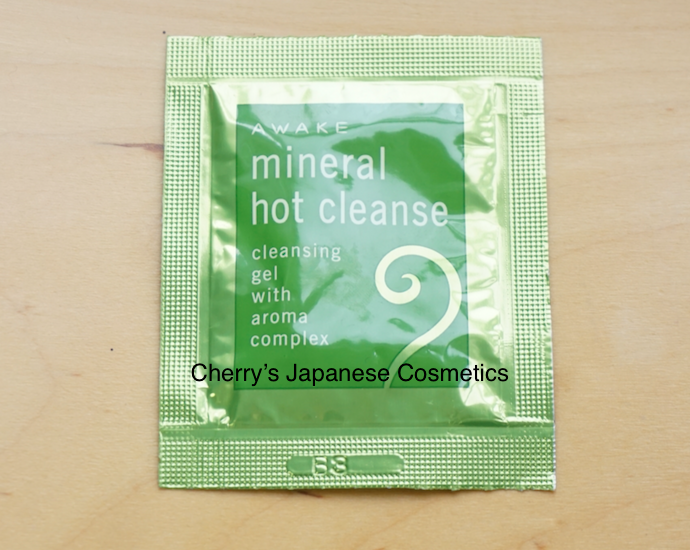 AWAKE
mineral
hot cleanse
cleansing
gel
with
aroma
complex
Cherry's Japanese Cosmetics